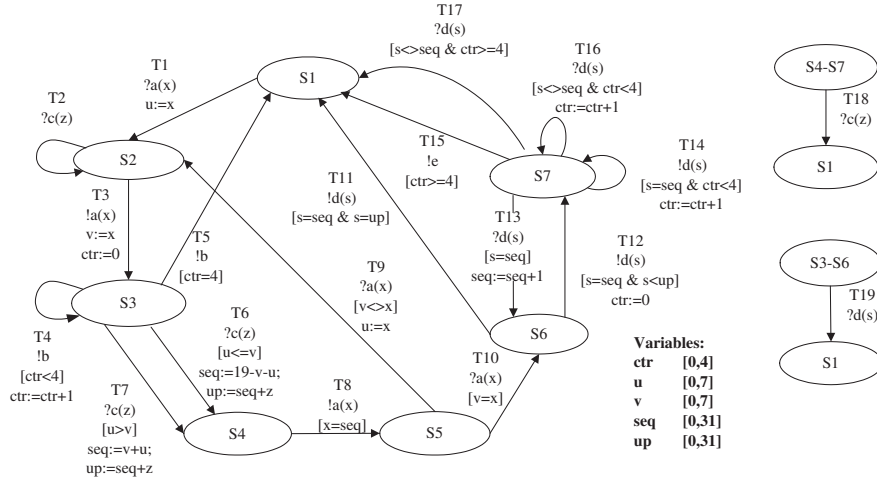 T17
?d(s)
[s<>seq & ctr>=4]
T16
?d(s)
[s<>seq & ctr<4]
ctr:=ctr+1
T1
?a(x)
u:=x
S1
S4-S7
T18
?c(z)
S1
T2
?c(z)
S2
T15
!e
[ctr>=4]
S7
T14
!d(s)
[s=seq & ctr<4]
ctr:=ctr+1
T11
!d(s)
[s=seq & s=up]
T3
!a(x)
v:=x
ctr:=0
T5
!b
[ctr=4]
T13
?d(s)
[s=seq]
seq:=seq+1
T12
!d(s)
[s=seq & s<up]
ctr:=0
S3-S6
T19
?d(s)
S1
T9
?a(x)
[v<>x]
u:=x
S3
T4
!b
[ctr<4]
ctr:=ctr+1
T6
?c(z)
[u<=v]
seq:=19-v-u;
up:=seq+z
S6
T10
?a(x)
[v=x]
T7
?c(z)
[u>v]
seq:=v+u;
up:=seq+z
S4
T8
!a(x)
[x=seq]
S5
Variables:
ctr [0,4]
u [0,7]
v [0,7]
seq [0,31]
up [0,31]